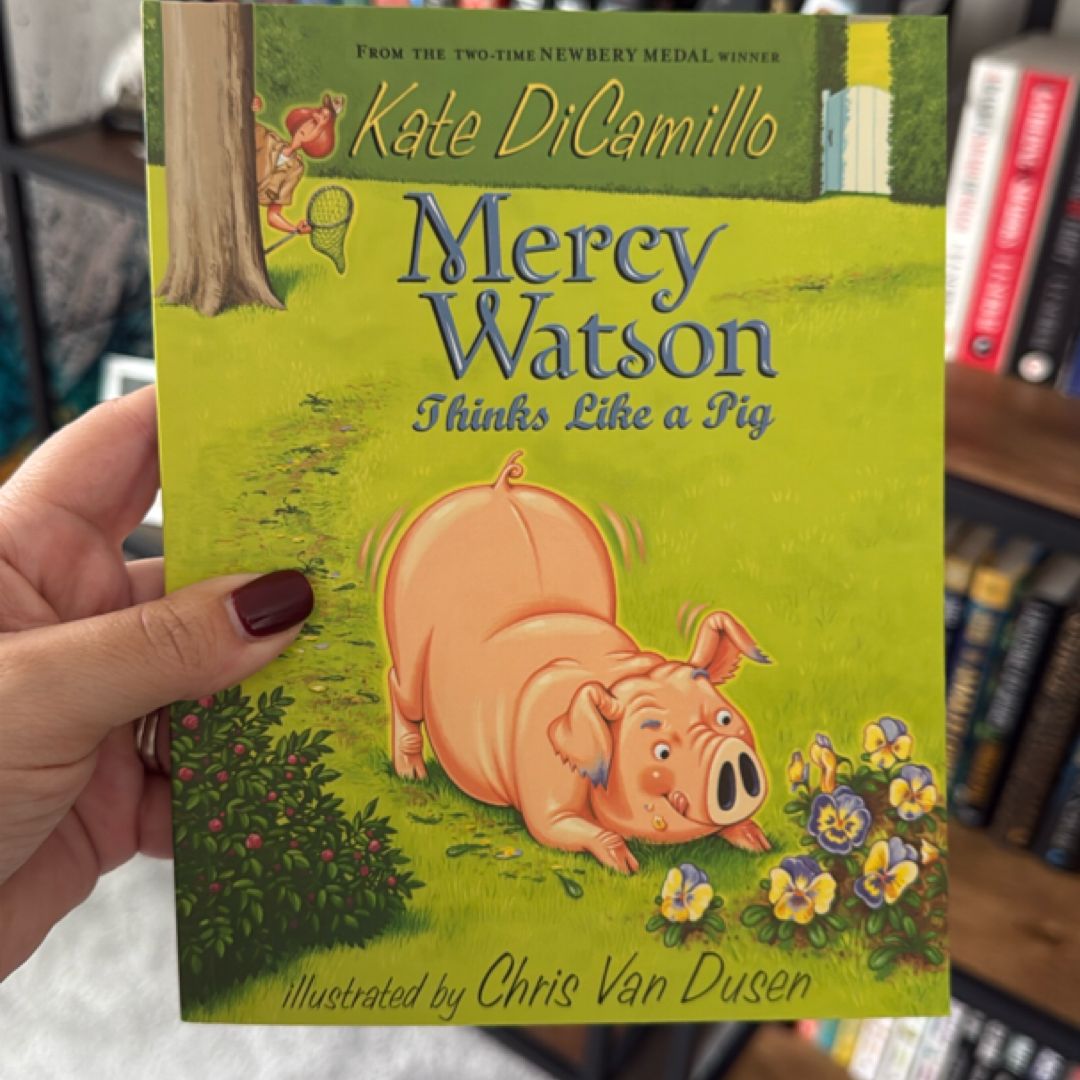 FROM THE TWO-TIME NEWBERY MEDAL WINNER
Kate DiCamillo
Mercy
Watson
Thinks Like a Pig
illustrated by Chris Van Dusen